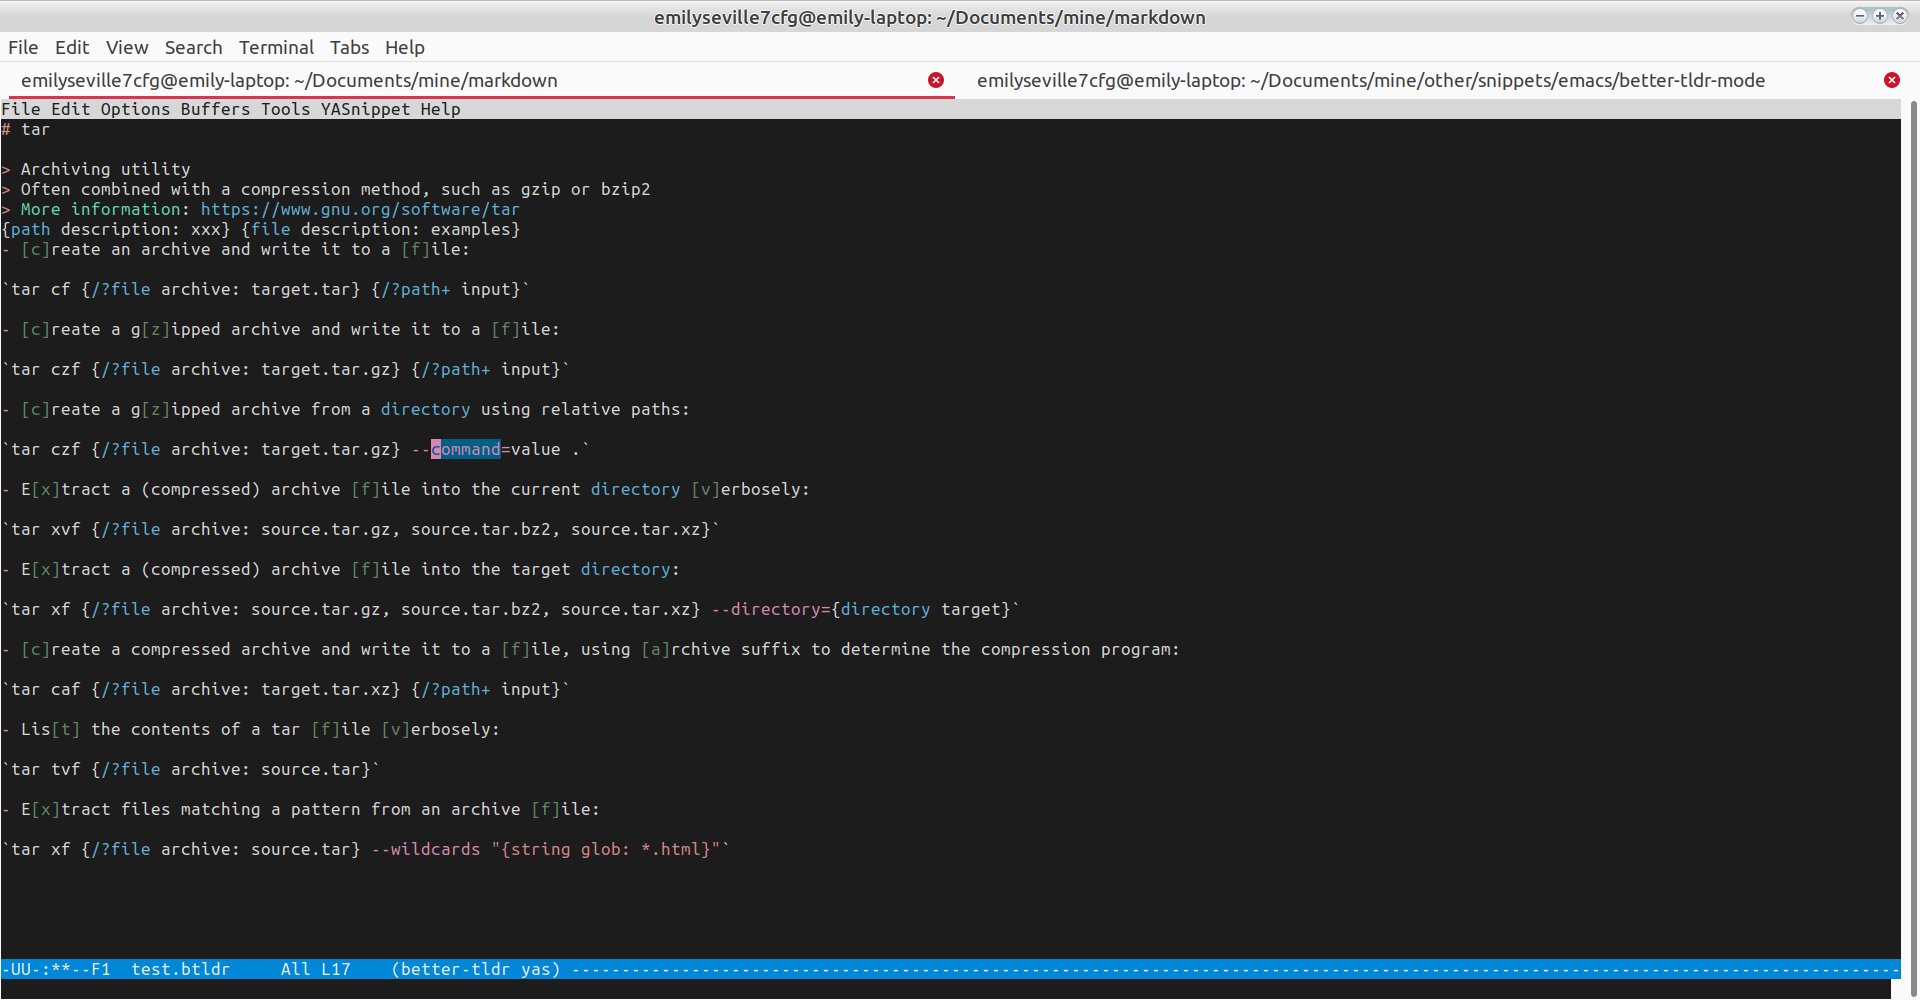 emilyseville7cfg@emily-laptop: ~/Documents/mine/markdown
File Edit View Search Terminal Tabs Help
emilyseville7cfg@emily-laptop: ~/Documents/mine/markdown
emilyseville7cfg@emily-laptop: ~/Documents/mine/other/snippets/emacs/better-tldr-mode
File Edit Options Buffers Tools YASnippet Help
# tar
> Archiving utility
> Often combined with a compression method, such as gzip or bzip2
> More information: https://www.gnu.org/software/tar
{path description: xxx} {file description: examples}
- [c]reate an archive and write it to a [f]ile:
`tar cf {/?file archive: target.tar} {/?path+ input}`
- [c]reate a g[z]ipped archive and write it to a [f]ile:
`tar czf {/?file archive: target.tar.gz} {/?path+ input}`
- [c]reate a g[z]ipped archive from a directory using relative paths:
`tar czf {/?file archive: target.tar.gz} --command=value .`
- E[x]tract a (compressed) archive [f]ile into the current directory [v]erbosely:
`tar xvf {/?file archive: source.tar.gz, source.tar.bz2, source.tar.xz}`
- E[x]tract a (compressed) archive [f]ile into the target directory:
`tar xf {/?file archive: source.tar.gz, source.tar.bz2, source.tar.xz} --directory={directory target}`
- [c]reate a compressed archive and write it to a [f]ile, using [a]rchive suffix to determine the compression program:
`tar caf {/?file archive: target.tar.xz} {/?path+ input}`
- Lis[t] the contents of a tar [f]ile [v]erbosely:
`tar tvf {/?file archive: source.tar}`
- E[x]tract files matching a pattern from an archive [f]ile:
`tar xf {/?file archive: source.tar} --wildcards "{string glob: *.html}"`
-UU-:**--F1 test.btldr All L17 (better-tldr yas) -------------------------------------------------------------------------------------------------------------------------------------